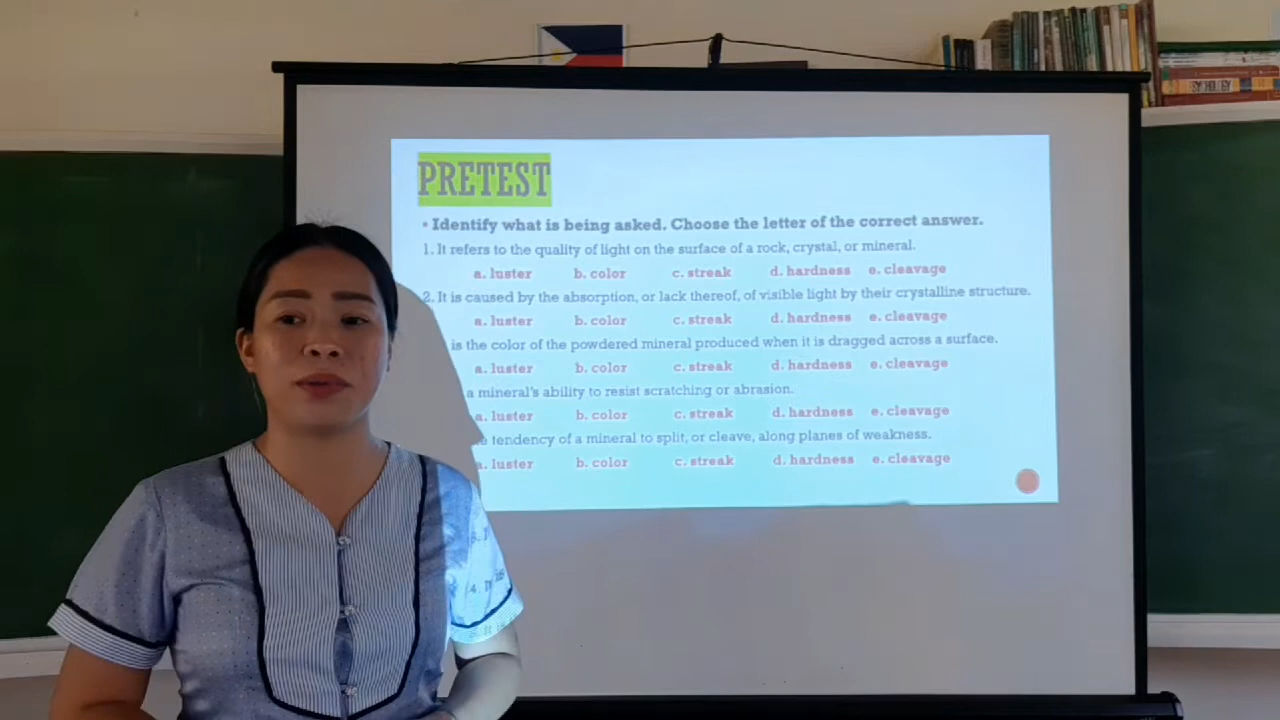 PRETEST
• Identify what is being asked. Choose the letter of the correct answer.
1. It refers to the quality of light on the surface of a rock, crystal, or mineral.
a. luster b. color c. streak d. hardness e. cleavage
2. It is caused by the absorption, or lack thereof, of visible light by their crystalline structure.
a. luster b. color c. streak d. hardness e. cleavage
is the color of the powdered mineral produced when it is dragged across a surface.
a. luster b. color c. streak d. hardness e. cleavage
a mineral's ability to resist scratching or abrasion.
a. luster b. color c. streak d. hardness e. cleavage
tendency of a mineral to split, or cleave, along planes of weakness.
a. luster b. color c. streak d. hardness e. cleavage